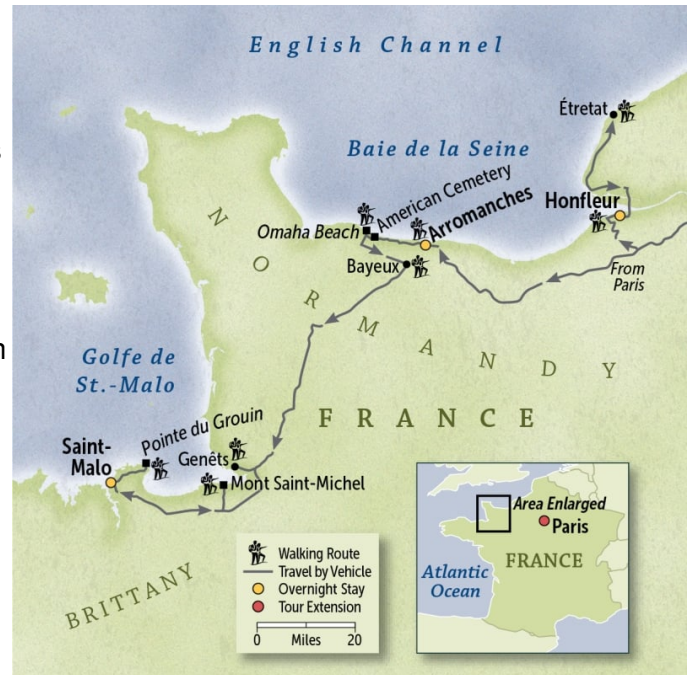 English Channel
Étretat
Baie de la Seine
American Cemetery
Honfleur
Omaha Beach
Arromanches
Bayeux
From
Paris
NORMANDY
Golfe de
St.-Malo
FRANCE
Pointe du Grouin
Saint-
Malo
Genêts
Mont Saint-Michel
BRITTANY
Walking Route
Travel by Vehicle
Overnight Stay
Tour Extension
0 Miles 20
Area Enlarged
Paris
FRANCE
Atlantic
Ocean